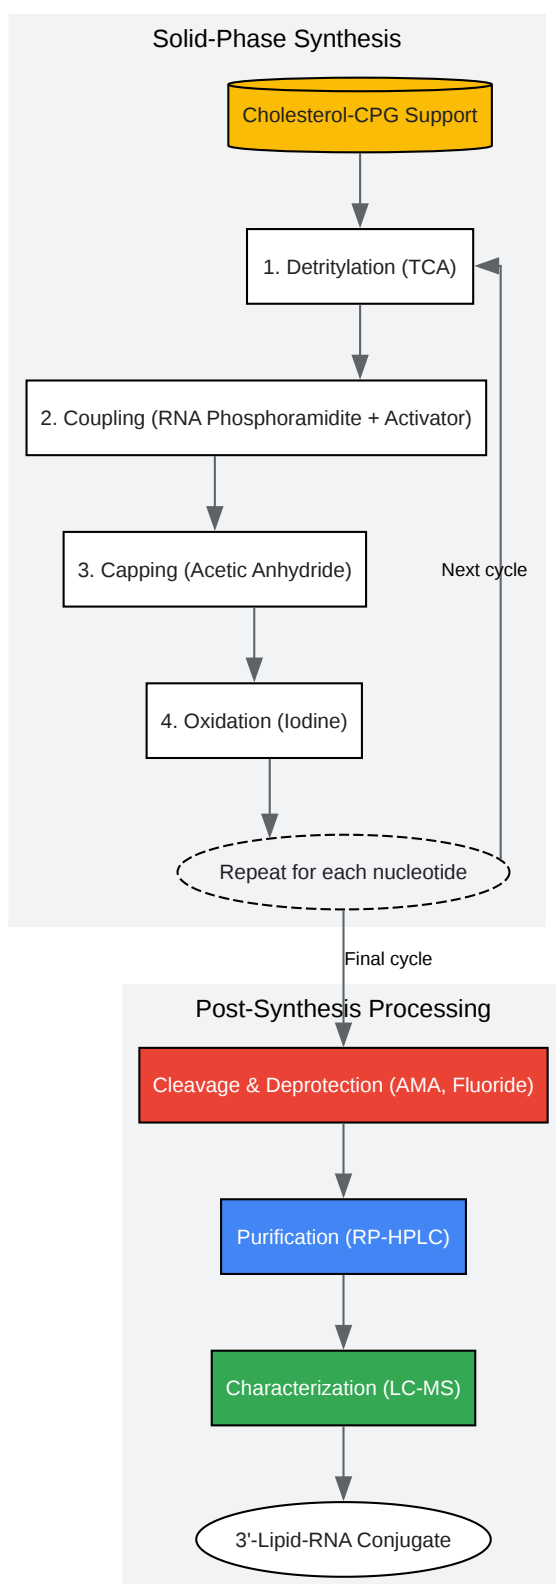 Solid-Phase Synthesis
Cholesterol-CPG Support
1. Detritylation (TCA)
2. Coupling (RNA Phosphoramidite + Activator)
3. Capping (Acetic Anhydride)
Next cycle
4. Oxidation (Iodine)
Repeat for each nucleotide
Final cycle
Post-Synthesis Processing
Cleavage & Deprotection (AMA, Fluoride)
Purification (RP-HPLC)
Characterization (LC-MS)
3'-Lipid-RNA Conjugate